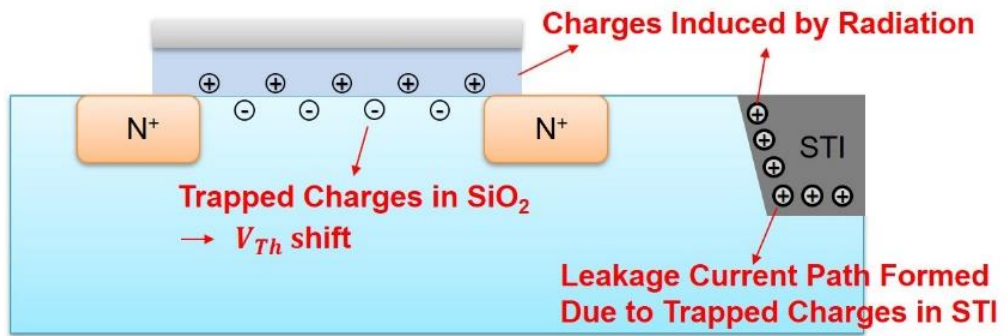 Charges Induced by Radiation
N⁺
N⁺
STI
Trapped Charges in SiO₂
→ V_Th shift
Leakage Current Path Formed
Due to Trapped Charges in STI